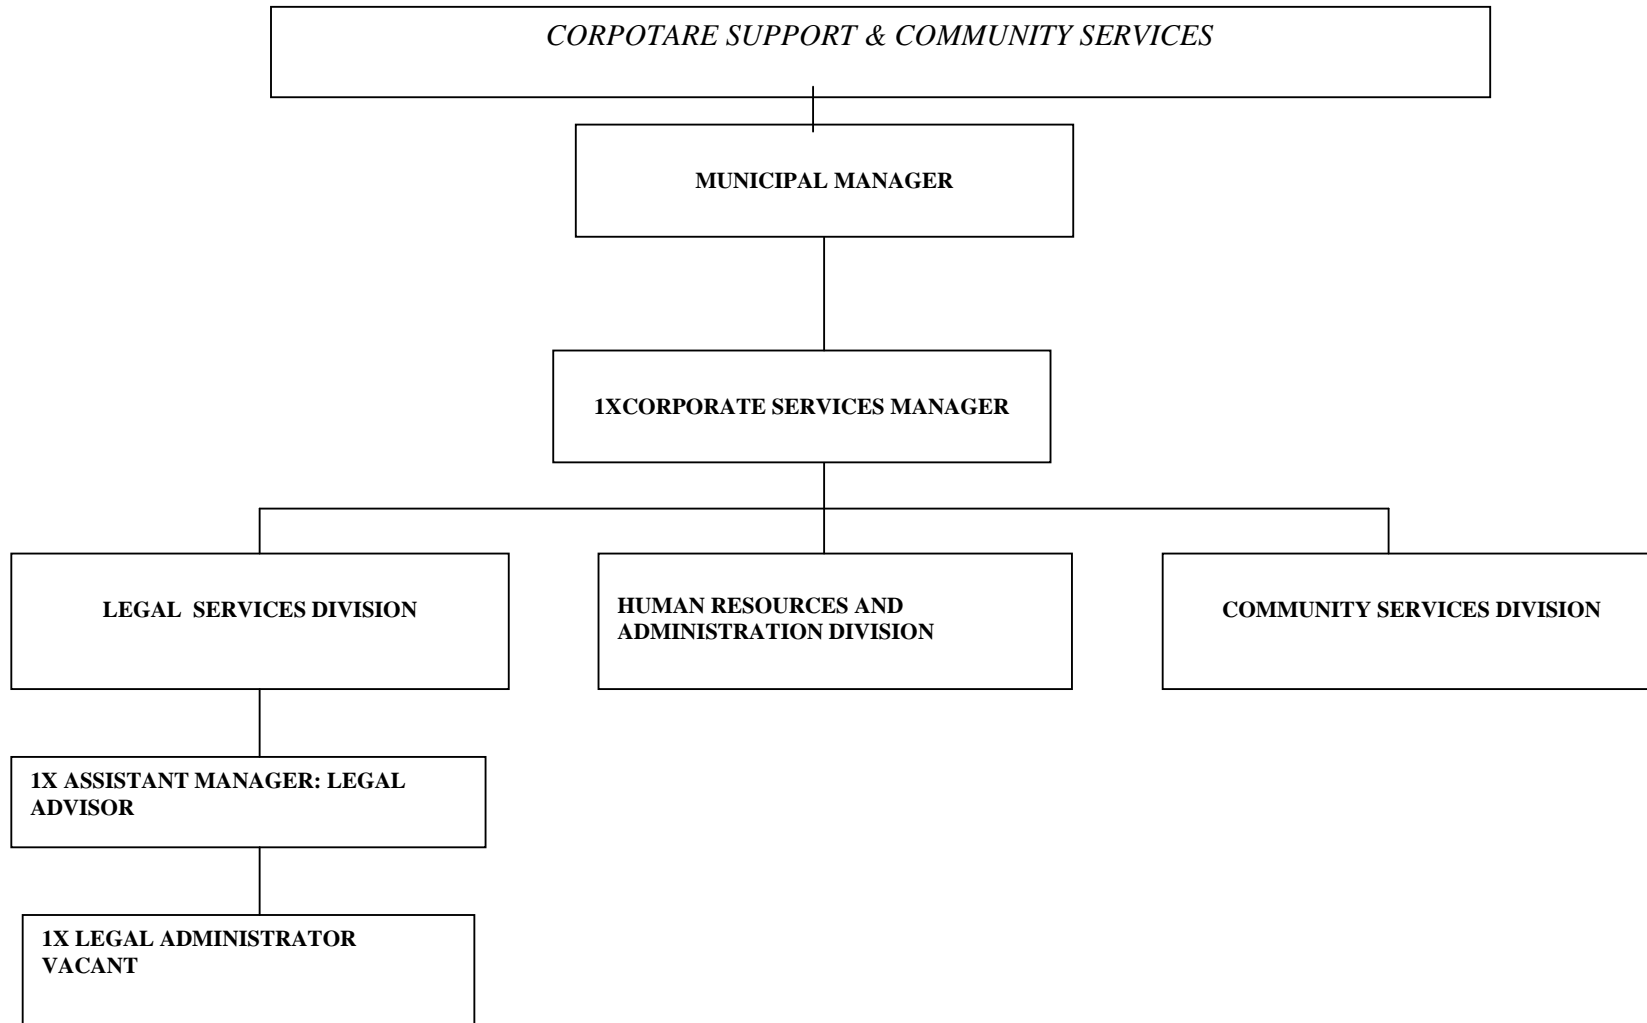 CORPOTARE SUPPORT & COMMUNITY SERVICES
MUNICIPAL MANAGER
1XCORPORATE SERVICES MANAGER
LEGAL SERVICES DIVISION
HUMAN RESOURCES AND
ADMINISTRATION DIVISION
COMMUNITY SERVICES DIVISION
1X ASSISTANT MANAGER: LEGAL
ADVISOR
1X LEGAL ADMINISTRATOR
VACANT